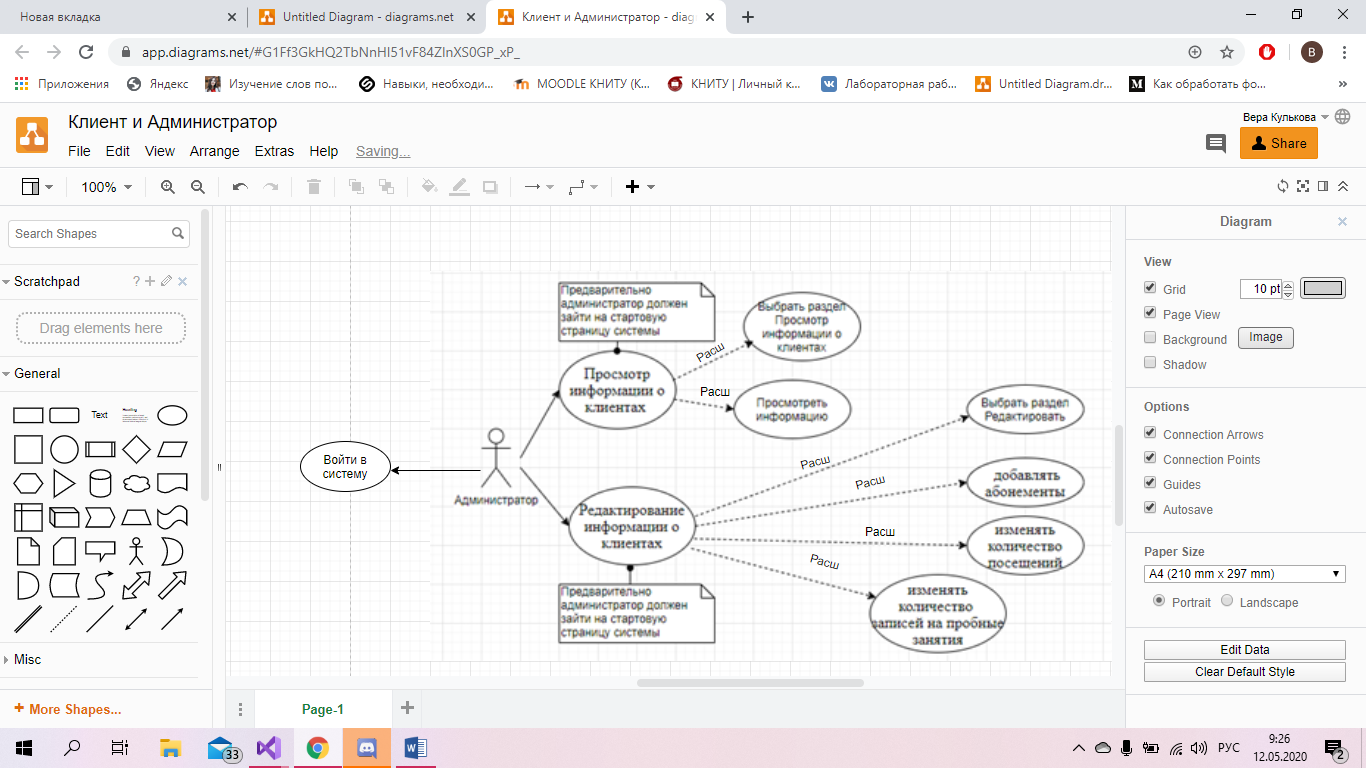 Новая вкладка
Untitled Diagram - diagrams.net
Клиент и Администратор - diag
app.diagrams.net/#G1Ff3GkHQ2TbNnHI51vF84ZlnXS0GP_xP_
B
Приложения
Яндекс
Изучение слов по...
Навыки, необходи...
MOODLE КНИТУ (К...
КНИТУ | Личный к...
Лабораторная раб...
Untitled Diagram.dr...
M
Как обработать фо...
»
Клиент и Администратор
Вера Кулькова
File Edit View Arrange Extras Help Saving...
Share
100%
Search Shapes
Scratchpad
?
Drag elements here
General
Text
Heading
Misc
+ More Shapes...
Войти в
систему
Администратор
Предварительно
администратор должен
зайти на стартовую
страницу системы
Просмотр
информации о
клиентах
Расш
Выбрать раздел
Просмотр
информации о
клиентах
Расш
Просмотреть
информацию
Редактирование
информации о
клиентах
Расш
Выбрать раздел
Редактировать
Расш
добавлять
абонементы
Расш
изменять
количество
посешений
Расш
изменять
количество
записей на пробные
занятия
Предварительно
администратор должен
зайти на стартовую
страницу системы
Page-1
Diagram
View
Grid
10 pt
Page View
Background
Image
Shadow
Options
Connection Arrows
Connection Points
Guides
Autosave
Paper Size
A4 (210 mm x 297 mm)
Portrait Landscape
Edit Data
Clear Default Style
33
W
РУС
9:26
12.05.2020
2